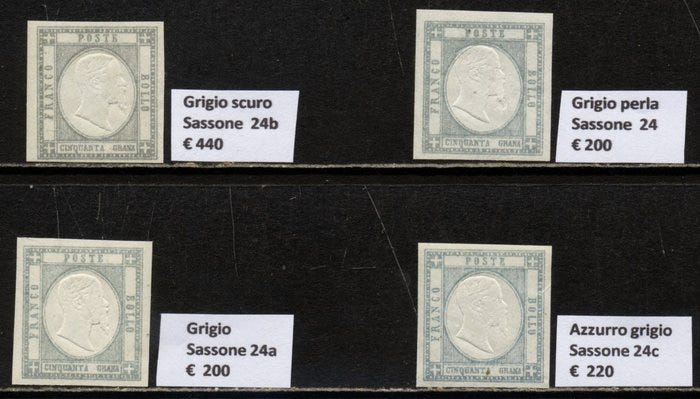 POSTE
FRANCO
BOLLO
CINQUANTA GRANA
Grigio scuro
Sassone 24b
€ 440
POSTE
FRANCO
BOLLO
CINQUANTA GRANA
Grigio perla
Sassone 24
€ 200
POSTE
FRANCO
BOLLO
CINQUANTA GRANA
Grigio
Sassone 24a
€ 200
POSTE
FRANCO
BOLLO
CINQUANTA GRANA
Azzurro grigio
Sassone 24c
€ 220